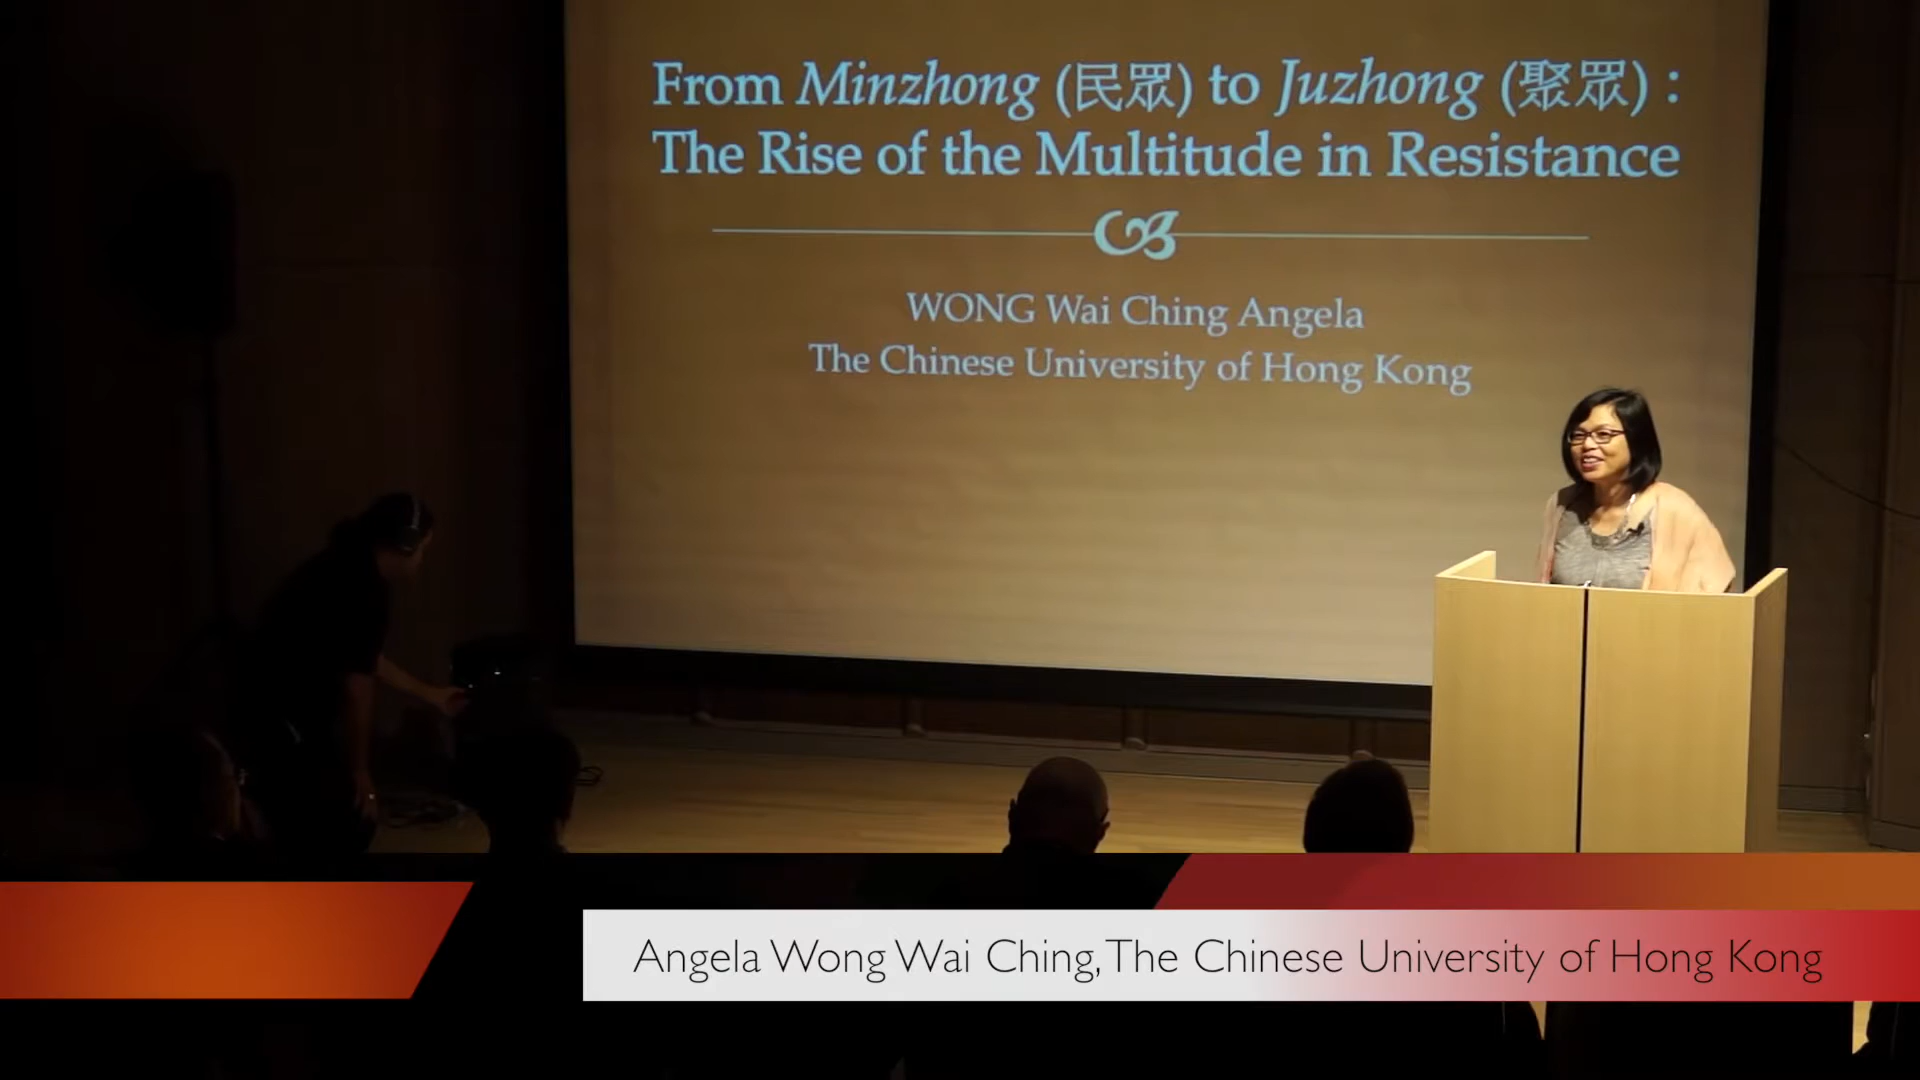 From Minzhong (民眾) to Juzhong (聚眾) :
The Rise of the Multitude in Resistance
WONG Wai Ching Angela
The Chinese University of Hong Kong
Angela Wong Wai Ching, The Chinese University of Hong Kong